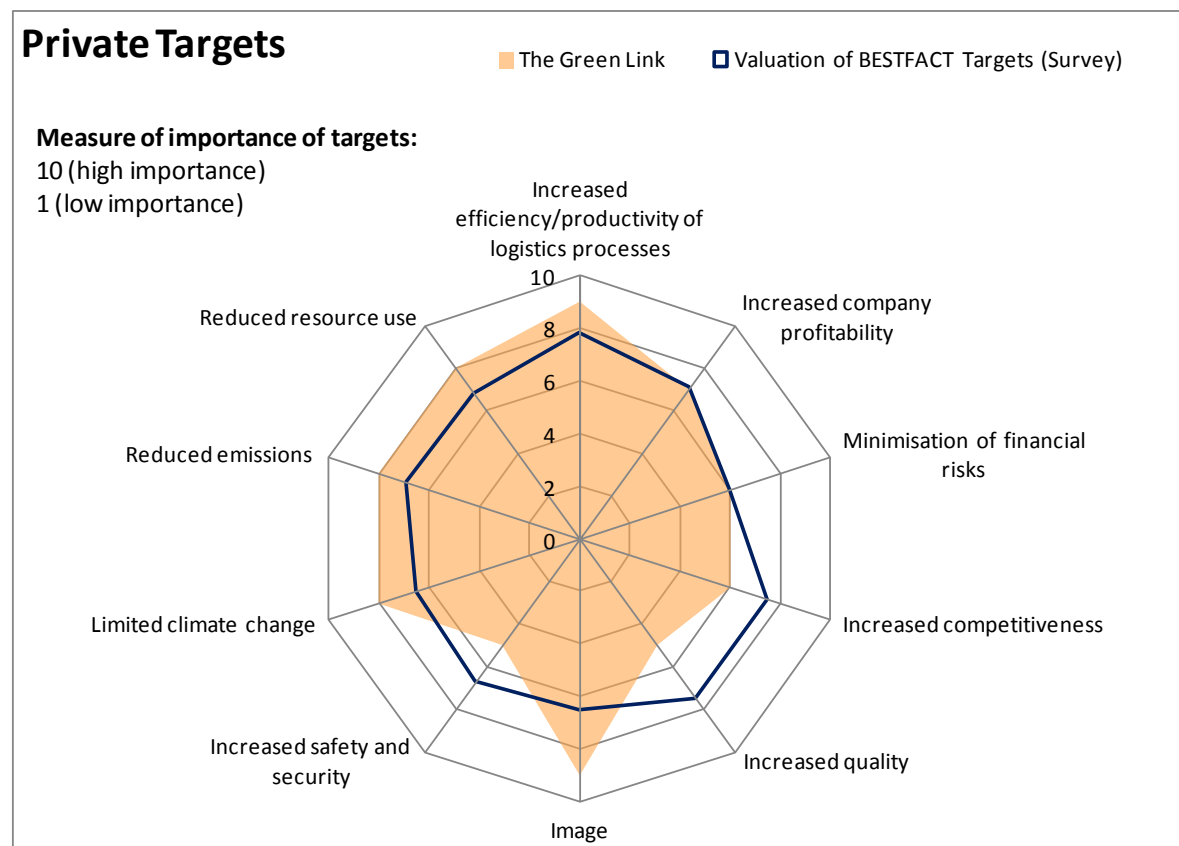 Private Targets
The Green Link
Valuation of BESTFACT Targets (Survey)
Measure of importance of targets:
10 (high importance)
1 (low importance)
Increased
efficiency/productivity of
logistics processes
Increased company
profitability
Minimisation of financial
risks
Increased competitiveness
Increased quality
Image
Increased safety and
security
Limited climate change
Reduced emissions
Reduced resource use
10
8
6
4
2
0